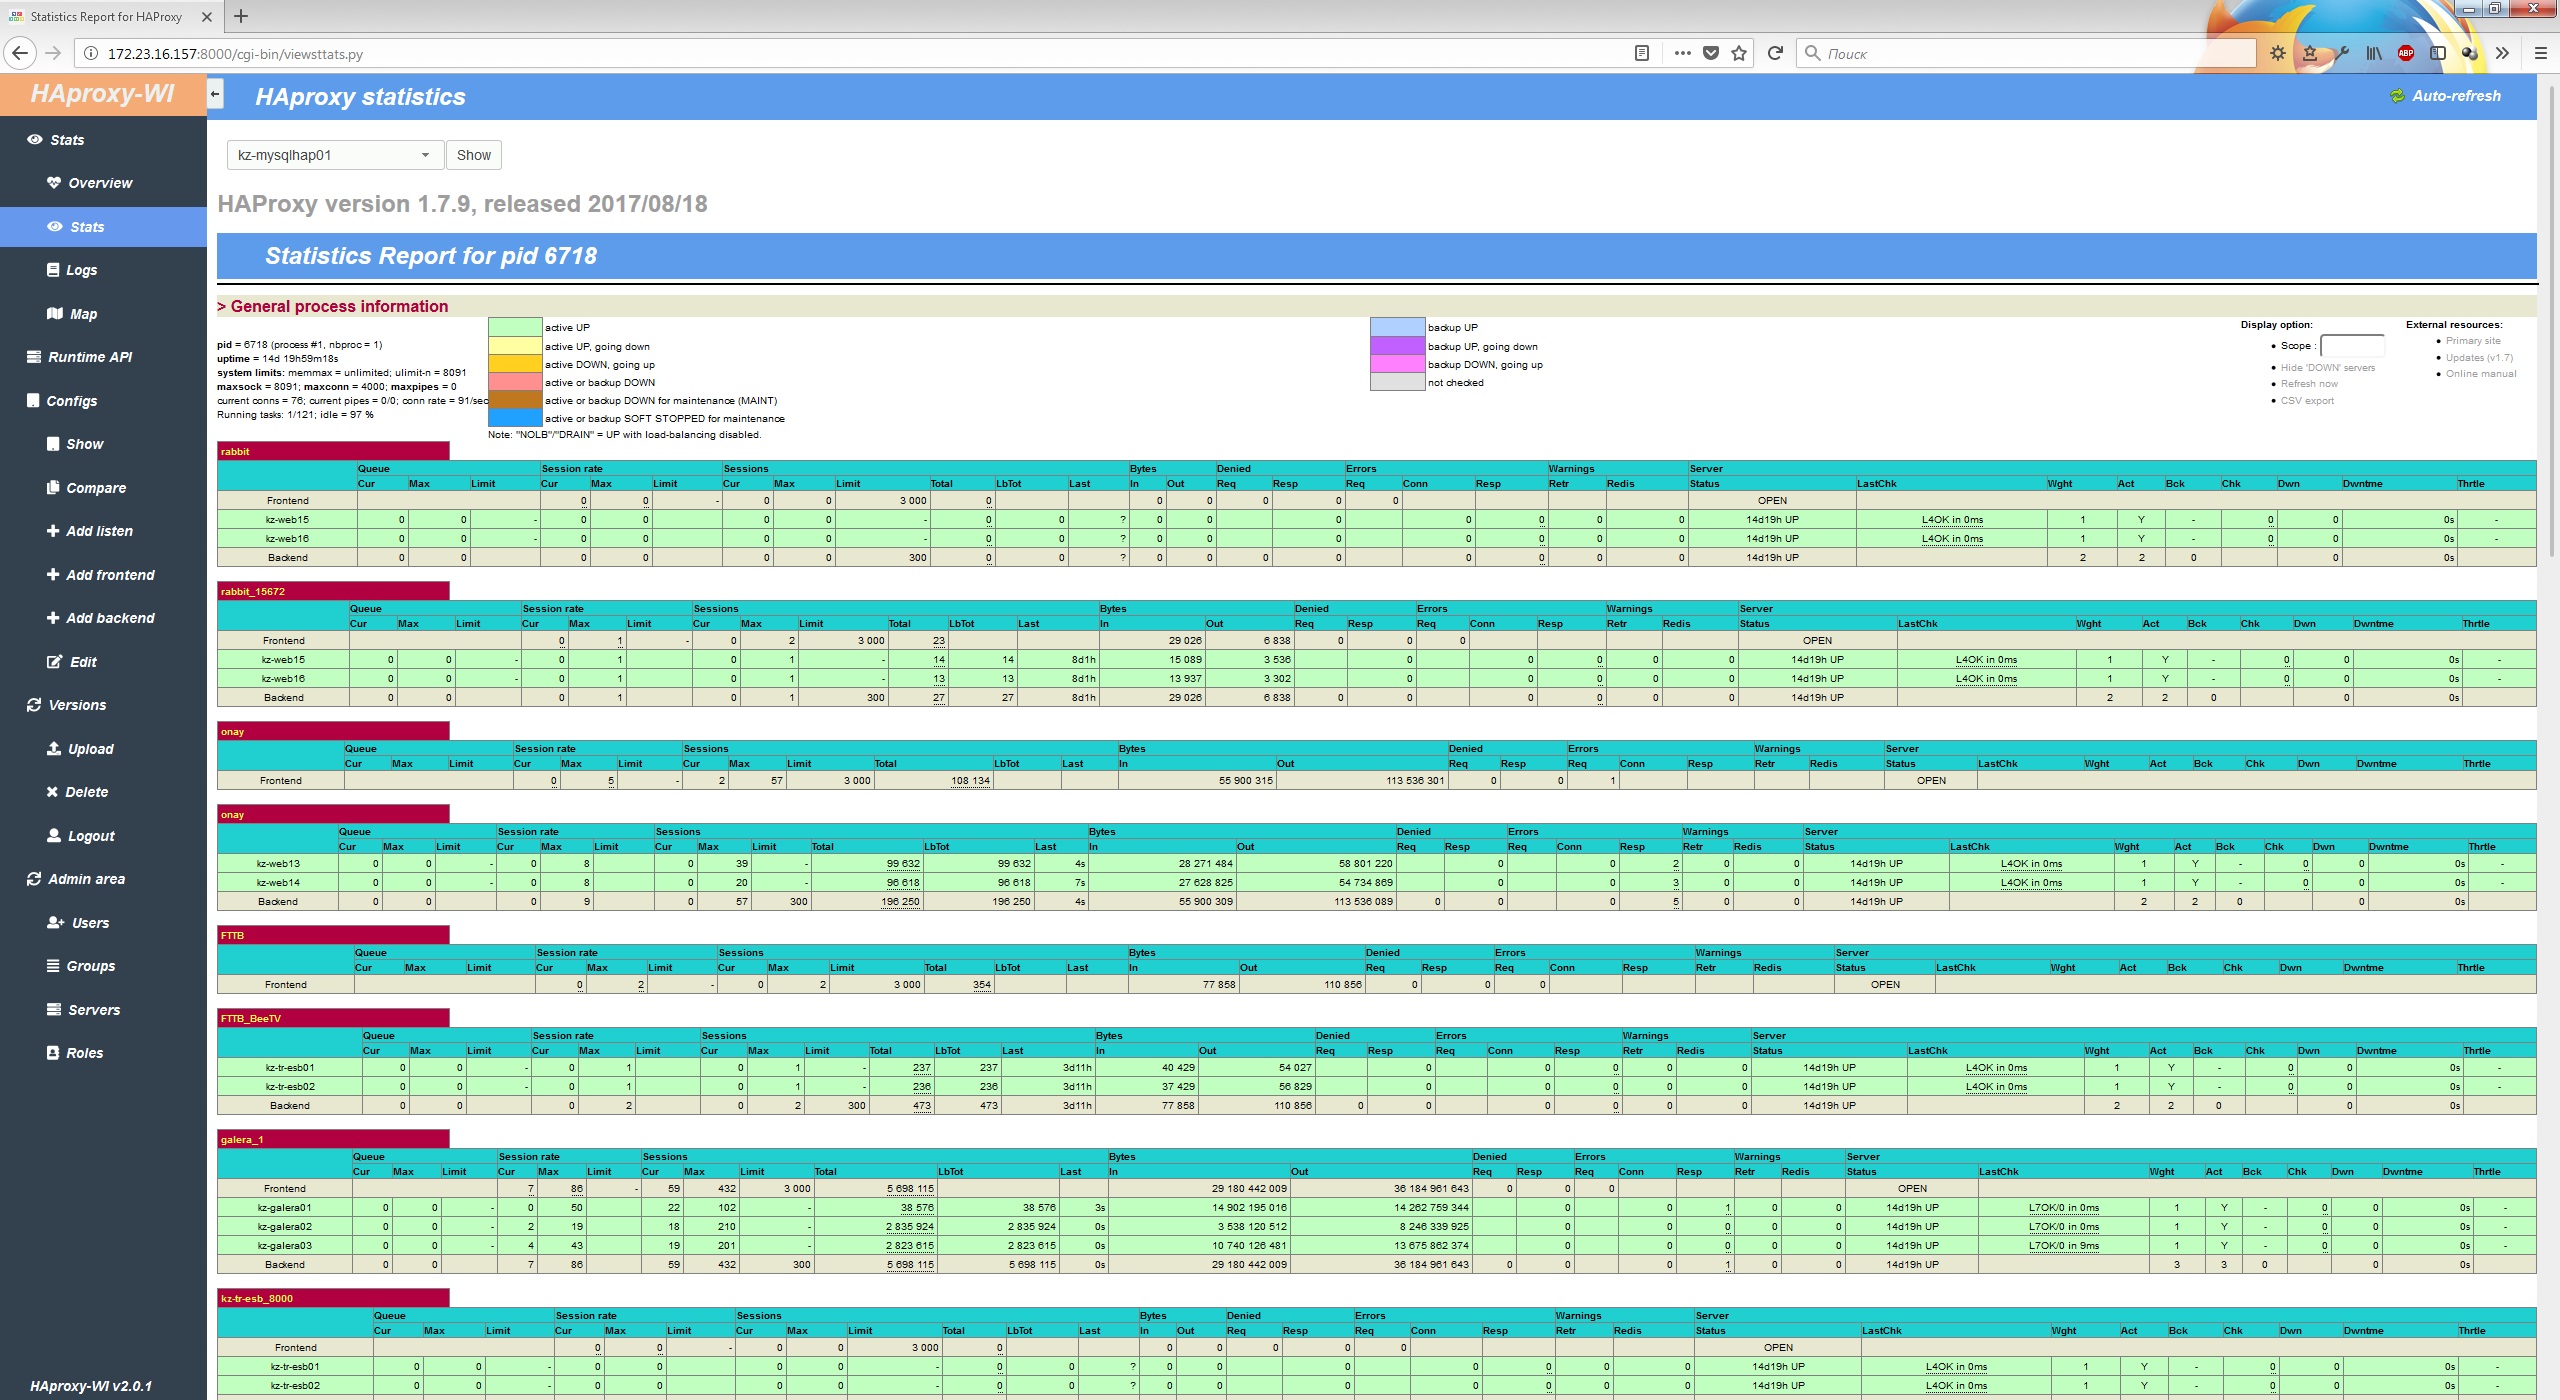 Statistics Report for HAProxy
172.23.16.157:8000/cgi-bin/viewsttats.py
Поиск
HAproxy-WI
HAproxy statistics
Auto-refresh
Stats
Overview
Stats
Logs
Map
Runtime API
Configs
Show
Compare
Add listen
Add frontend
Add backend
Edit
Versions
Upload
Delete
Logout
Admin area
Users
Groups
Servers
Roles
HAproxy-WI v2.0.1
kz-mysqlhap01 Show
HAProxy version 1.7.9, released 2017/08/18
Statistics Report for pid 6718
> General process information
pid = 6718 (process #1, nbproc = 1)
uptime = 14d 19h59m18s
system limits: memmax = unlimited; ulimit-n = 8091
maxsock = 8091; maxconn = 4000; maxpipes = 0
current conns = 76; current pipes = 0/0; conn rate = 91/sec
Running tasks: 1/121; idle = 97 %
active UP
active UP, going down
active DOWN, going up
active or backup DOWN
active or backup DOWN for maintenance (MAINT)
active or backup SOFT STOPPED for maintenance
Note: "NOLB"/"DRAIN" = UP with load-balancing disabled.
backup UP
backup UP, going down
backup DOWN, going up
not checked
Display option:
Scope :
Hide 'DOWN' servers
Refresh now
CSV export
External resources:
Primary site
Updates (v1.7)
Online manual
rabbit
Queue Session rate Sessions Bytes Denied Errors Warnings Server
Cur Max Limit Cur Max Limit Cur Max Limit Total LbTot Last In Out Req Resp Req Conn Resp Retr Redis Status LastChk Wght Act Bck Chk Dwn Dwntme Thrtle
Frontend 0 0 - 0 0 3 000 0 0 0 0 0 0 OPEN
kz-web15 0 0 - 0 0 0 0 - 0 0 ? 0 0 0 0 0 0 0 14d19h UP L4OK in 0ms 1 Y - 0 0 0s -
kz-web16 0 0 - 0 0 0 0 - 0 0 ? 0 0 0 0 0 0 0 14d19h UP L4OK in 0ms 1 Y - 0 0 0s -
Backend 0 0 0 0 0 0 300 0 0 ? 0 0 0 0 0 0 0 0 14d19h UP 2 2 0 0 0s
rabbit_15672
Queue Session rate Sessions Bytes Denied Errors Warnings Server
Cur Max Limit Cur Max Limit Cur Max Limit Total LbTot Last In Out Req Resp Req Conn Resp Retr Redis Status LastChk Wght Act Bck Chk Dwn Dwntme Thrtle
Frontend 0 1 - 0 2 3 000 23 29 026 6 838 0 0 0 OPEN
kz-web15 0 0 - 0 1 0 1 - 14 14 8d1h 15 089 3 536 0 0 0 0 0 14d19h UP L4OK in 0ms 1 Y - 0 0 0s -
kz-web16 0 0 - 0 1 0 1 - 13 13 8d1h 13 937 3 302 0 0 0 0 0 14d19h UP L4OK in 0ms 1 Y - 0 0 0s -
Backend 0 0 0 1 0 1 300 27 27 8d1h 29 026 6 838 0 0 0 0 0 0 14d19h UP 2 2 0 0 0s
onay
Queue Session rate Sessions Bytes Denied Errors Warnings Server
Cur Max Limit Cur Max Limit Cur Max Limit Total LbTot Last In Out Req Resp Req Conn Resp Retr Redis Status LastChk Wght Act Bck Chk Dwn Dwntme Thrtle
Frontend 0 5 - 2 57 3 000 108 134 55 900 315 113 536 301 0 0 1 OPEN
onay
Queue Session rate Sessions Bytes Denied Errors Warnings Server
Cur Max Limit Cur Max Limit Cur Max Limit Total LbTot Last In Out Req Resp Req Conn Resp Retr Redis Status LastChk Wght Act Bck Chk Dwn Dwntme Thrtle
kz-web13 0 0 - 0 8 0 39 - 99 632 99 632 4s 28 271 484 58 801 220 0 0 2 0 0 14d19h UP L4OK in 0ms 1 Y - 0 0 0s -
kz-web14 0 0 - 0 8 0 20 - 96 618 96 618 7s 27 628 825 54 734 869 0 0 3 0 0 14d19h UP L4OK in 0ms 1 Y - 0 0 0s -
Backend 0 0 0 9 0 57 300 196 250 196 250 4s 55 900 309 113 536 089 0 0 0 5 0 0 14d19h UP 2 2 0 0 0s
FTTB
Queue Session rate Sessions Bytes Denied Errors Warnings Server
Cur Max Limit Cur Max Limit Cur Max Limit Total LbTot Last In Out Req Resp Req Conn Resp Retr Redis Status LastChk Wght Act Bck Chk Dwn Dwntme Thrtle
Frontend 0 2 - 0 2 3 000 354 77 858 110 856 0 0 0 OPEN
FTTB_BeeTV
Queue Session rate Sessions Bytes Denied Errors Warnings Server
Cur Max Limit Cur Max Limit Cur Max Limit Total LbTot Last In Out Req Resp Req Conn Resp Retr Redis Status LastChk Wght Act Bck Chk Dwn Dwntme Thrtle
kz-tr-esb01 0 0 - 0 1 0 1 - 237 237 3d11h 40 429 54 027 0 0 0 0 0 14d19h UP L4OK in 0ms 1 Y - 0 0 0s -
kz-tr-esb02 0 0 - 0 1 0 1 - 236 236 3d11h 37 429 56 829 0 0 0 0 0 14d19h UP L4OK in 0ms 1 Y - 0 0 0s -
Backend 0 0 0 2 0 2 300 473 473 3d11h 77 858 110 856 0 0 0 0 0 0 14d19h UP 2 2 0 0 0s
galera_1
Queue Session rate Sessions Bytes Denied Errors Warnings Server
Cur Max Limit Cur Max Limit Cur Max Limit Total LbTot Last In Out Req Resp Req Conn Resp Retr Redis Status LastChk Wght Act Bck Chk Dwn Dwntme Thrtle
Frontend 7 86 - 59 432 3 000 5 698 115 29 180 442 009 36 184 961 643 0 0 0 OPEN
kz-galera01 0 0 - 0 50 22 102 - 38 576 38 576 3s 14 902 195 016 14 262 759 344 0 0 1 0 0 14d19h UP L7OK/0 in 0ms 1 Y - 0 0 0s -
kz-galera02 0 0 - 2 19 18 210 - 2 835 924 2 835 924 0s 3 538 120 512 8 246 339 925 0 0 0 0 0 14d19h UP L7OK/0 in 0ms 1 Y - 0 0 0s -
kz-galera03 0 0 - 4 43 19 201 - 2 823 615 2 823 615 0s 10 740 126 481 13 675 862 374 0 0 0 0 0 14d19h UP L7OK/0 in 9ms 1 Y - 0 0 0s -
Backend 0 0 7 86 59 432 300 5 698 115 5 698 115 0s 29 180 442 009 36 184 961 643 0 0 0 1 0 0 14d19h UP 3 3 0 0 0s
kz-tr-esb_8000
Queue Session rate Sessions Bytes Denied Errors Warnings Server
Cur Max Limit Cur Max Limit Cur Max Limit Total LbTot Last In Out Req Resp Req Conn Resp Retr Redis Status LastChk Wght Act Bck Chk Dwn Dwntme Thrtle
Frontend 0 0 - 0 0 3 000 0 0 0 0 0 0 OPEN
kz-tr-esb01 0 0 - 0 0 0 0 - 0 0 ? 0 0 0 0 0 0 0 14d19h UP L4OK in 0ms 1 Y - 0 0 0s -
kz-tr-esb02 0 0 - 0 0 0 0 - 0 0 ? 0 0 0 0 0 0 0 14d19h UP L4OK in 0ms 1 Y - 0 0 0s -